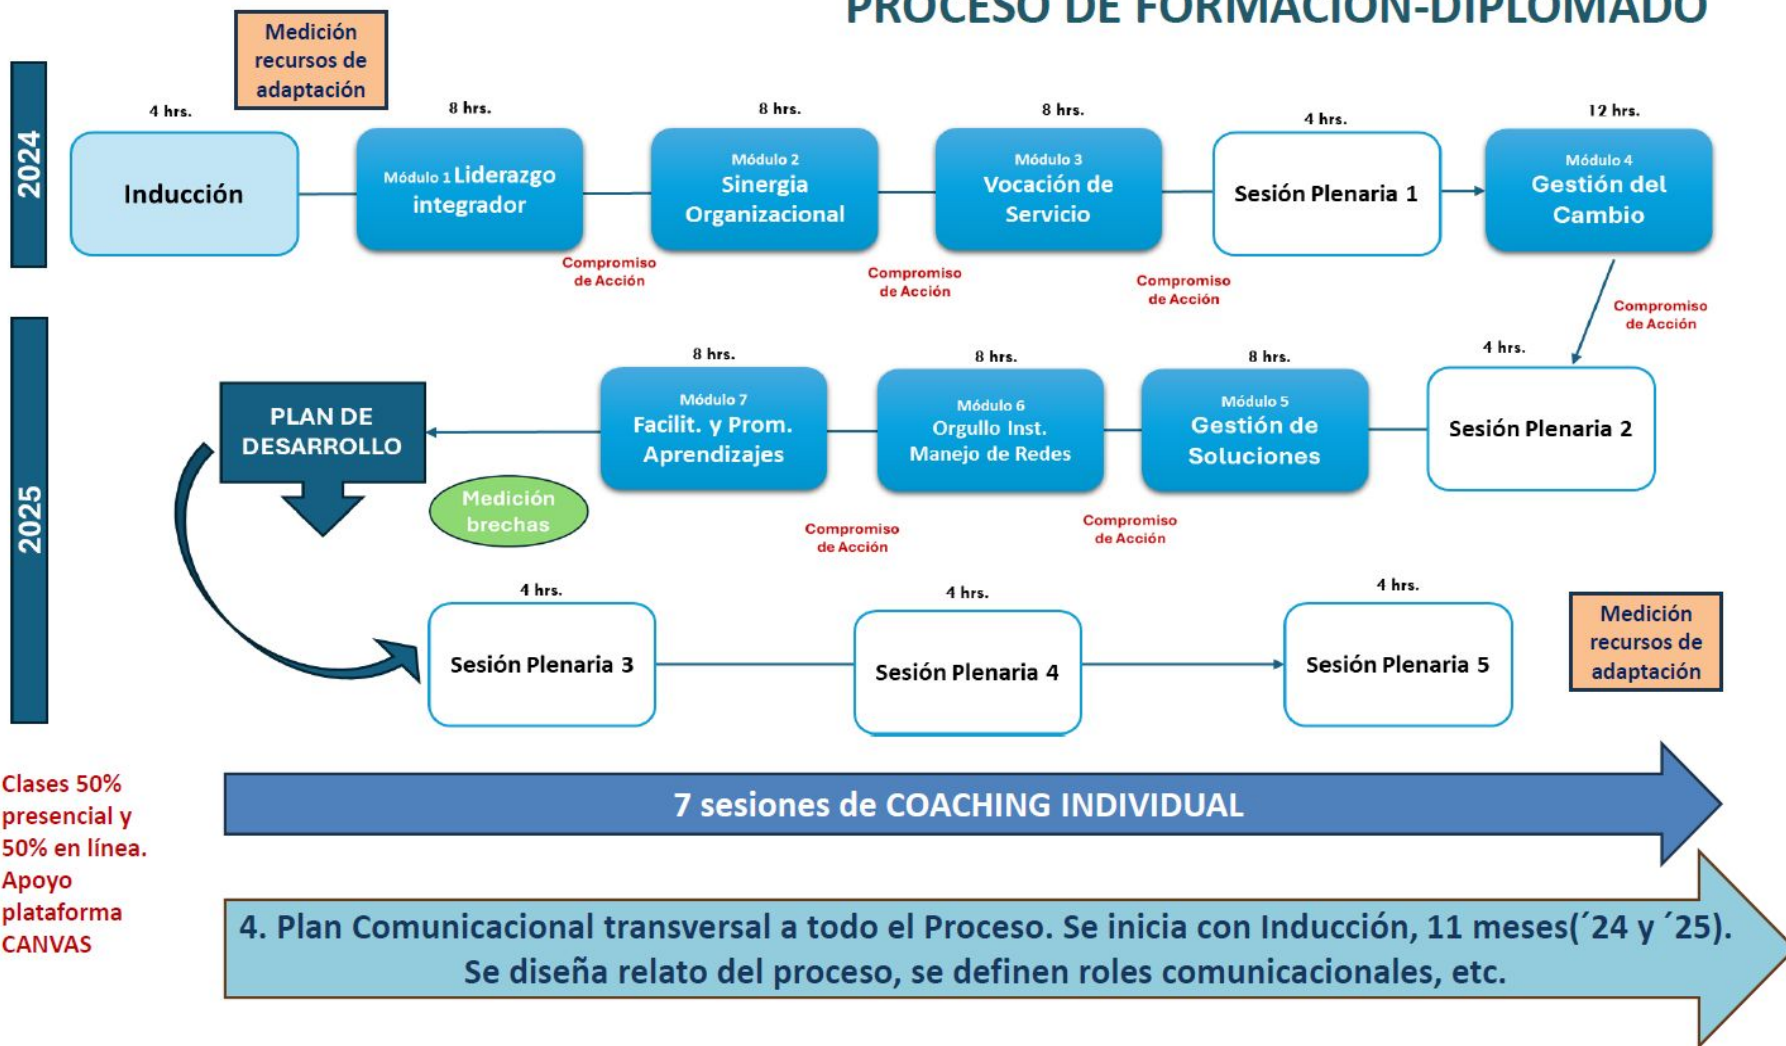 PROCESO DE FORMACIÓN-DIPLOMADO
Medición
recursos de
adaptación
2024
4 hrs.
Inducción
8 hrs.
Módulo 1 Liderazgo
integrador
Compromiso
de Acción
8 hrs.
Módulo 2
Sinergia
Organizacional
Compromiso
de Acción
8 hrs.
Módulo 3
Vocación de
Servicio
Compromiso
de Acción
4 hrs.
Sesión Plenaria 1
12 hrs.
Módulo 4
Gestión del
Cambio
Compromiso
de Acción
2025
4 hrs.
Sesión Plenaria 2
8 hrs.
Módulo 5
Gestión de
Soluciones
Compromiso
de Acción
8 hrs.
Módulo 6
Orgullo Inst.
Manejo de Redes
Compromiso
de Acción
8 hrs.
Módulo 7
Facilit. y Prom.
Aprendizajes
PLAN DE
DESARROLLO
Medición
brechas
4 hrs.
Sesión Plenaria 3
4 hrs.
Sesión Plenaria 4
4 hrs.
Sesión Plenaria 5
Medición
recursos de
adaptación
Clases 50%
presencial y
50% en línea.
Apoyo
plataforma
CANVAS
7 sesiones de COACHING INDIVIDUAL
4. Plan Comunicacional transversal a todo el Proceso. Se inicia con Inducción, 11 meses(´24 y ´25).
Se diseña relato del proceso, se definen roles comunicacionales, etc.